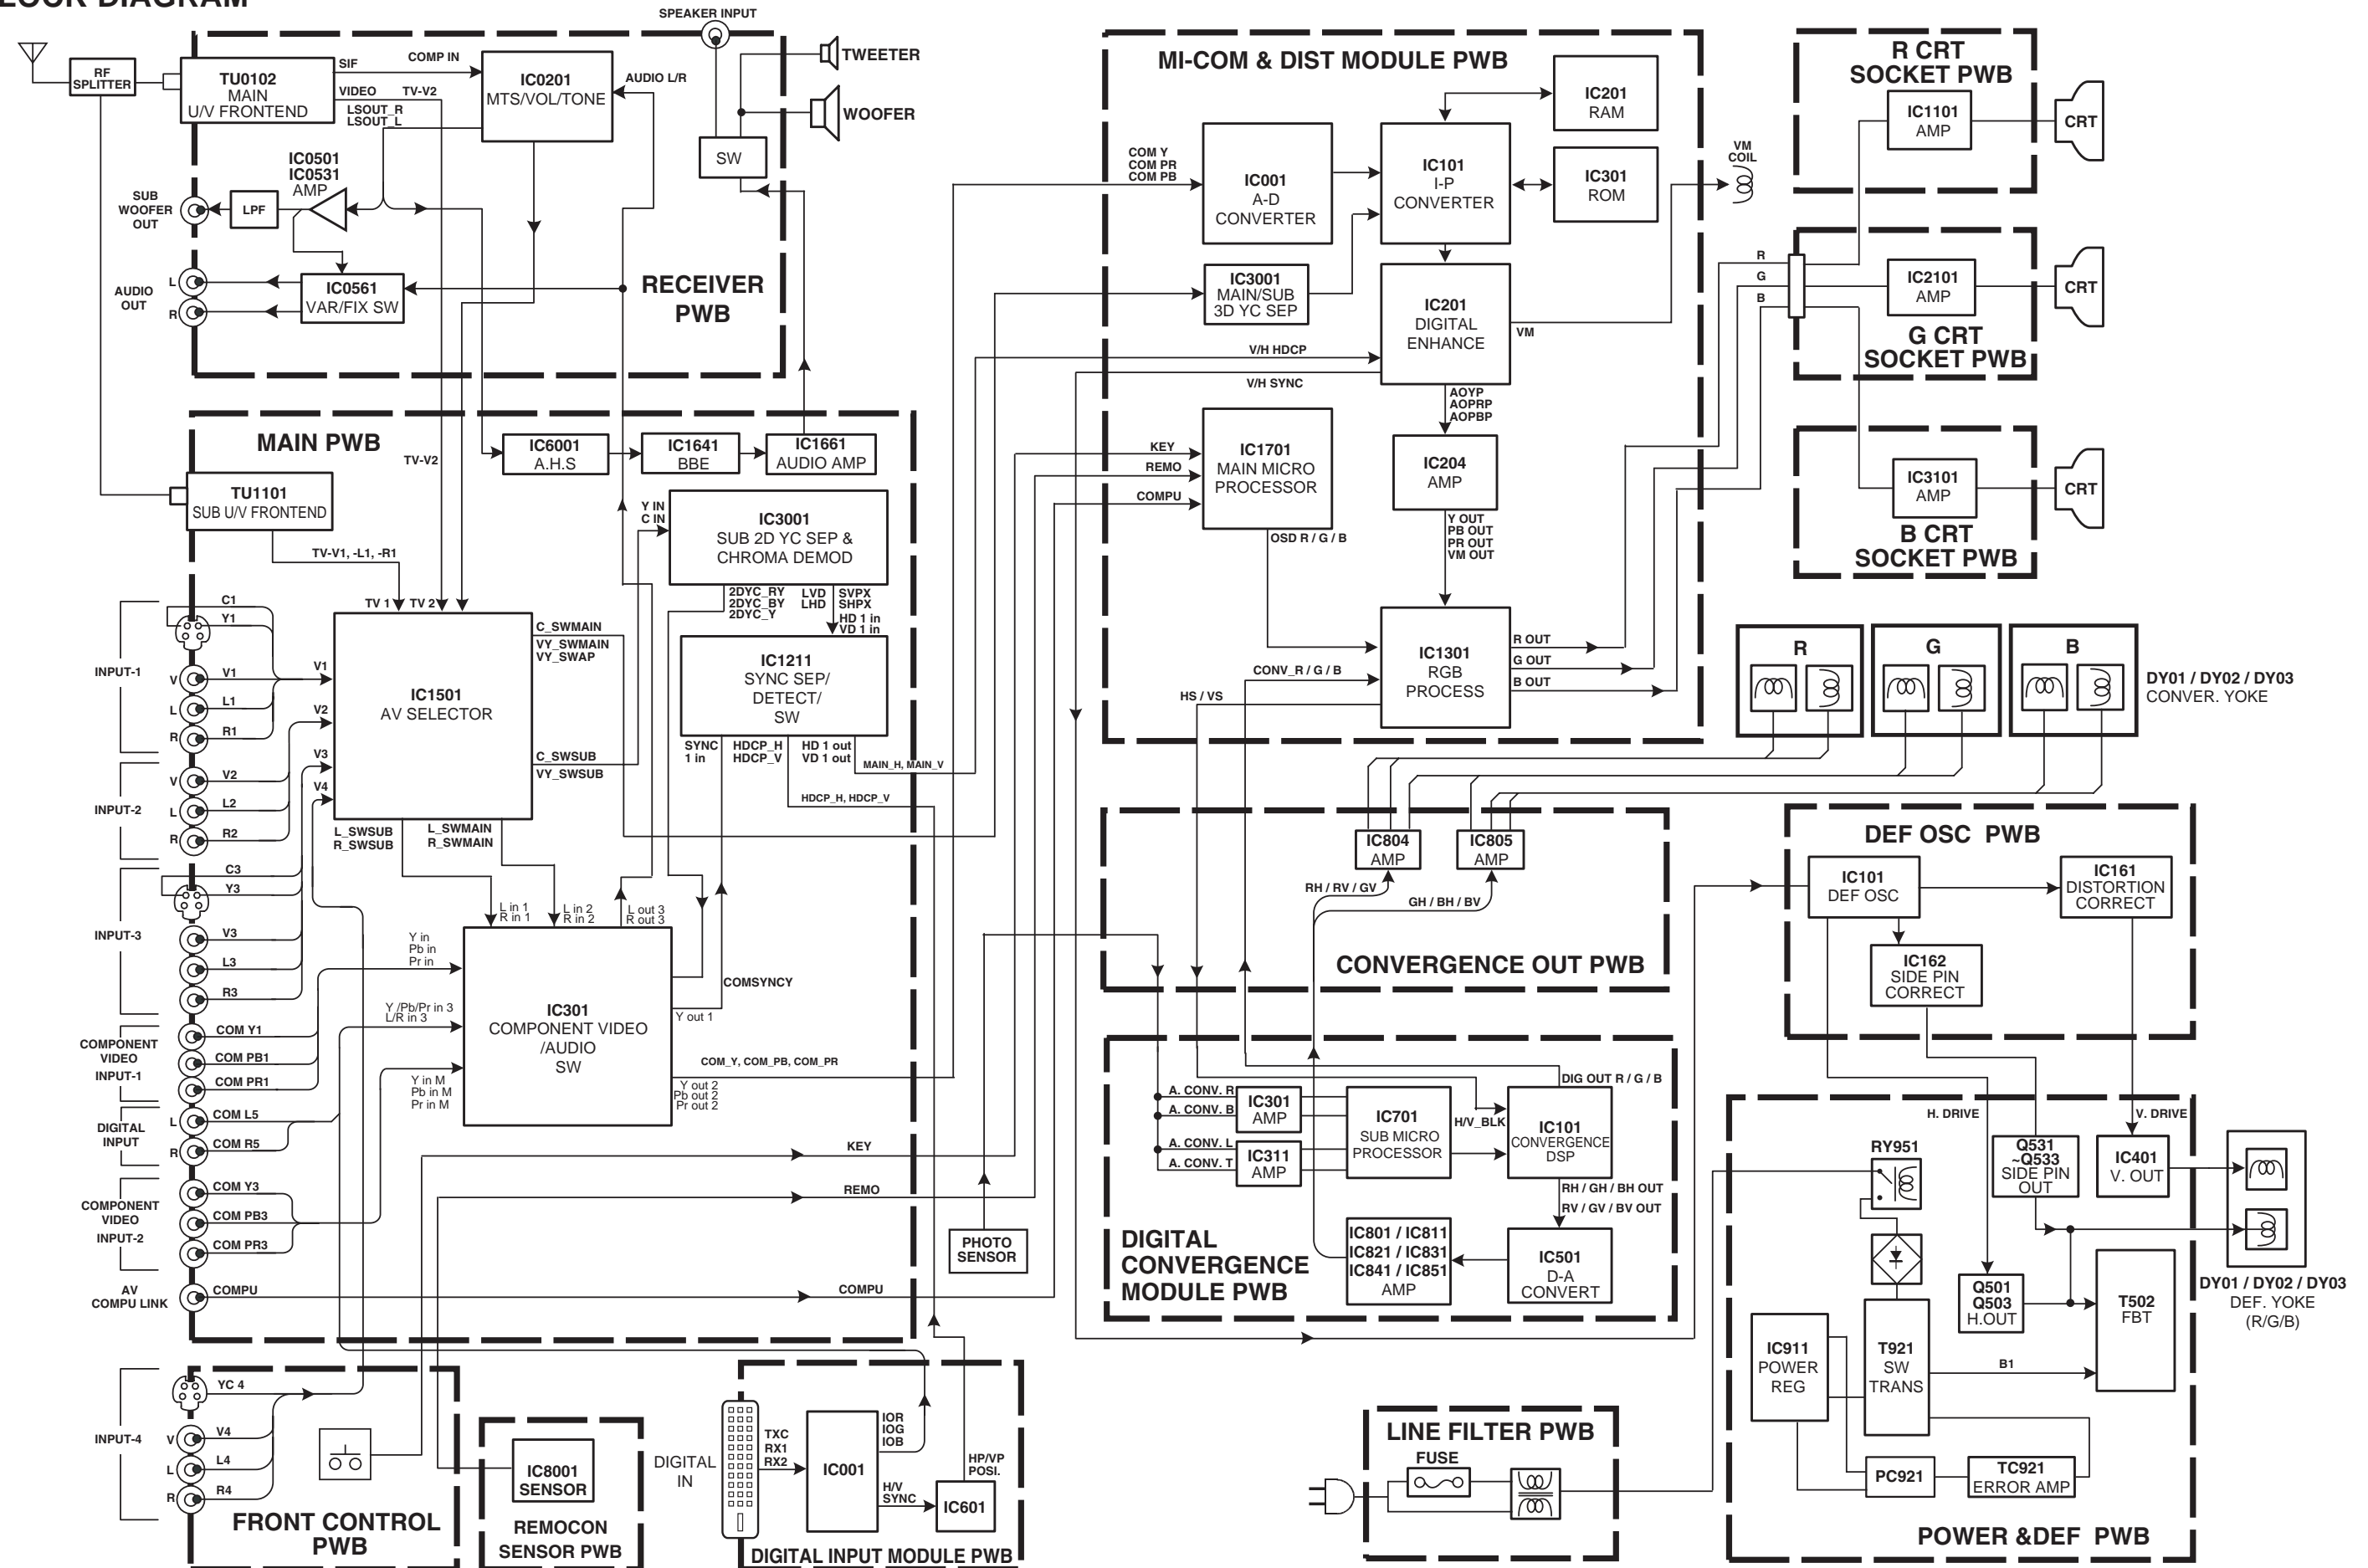 SPEAKER INPUT
RF
SPLITTER
TU0102
MAIN
U/V FRONTEND
SIF
COMP IN
VIDEO
TV-V2
LSOUT_R
LSOUT_L
IC0201
MTS/VOL/TONE
AUDIO L/R
TWEETER
WOOFER
SW
IC0501
IC0531
AMP
SUB
WOOFER
OUT
LPF
AUDIO
OUT
L
R
IC0561
VAR/FIX SW
RECEIVER
PWB
MAIN PWB
TV-V2
IC6001
A.H.S
IC1641
BBE
IC1661
AUDIO AMP
TU1101
SUB U/V FRONTEND
TV-V1, -L1, -R1
Y IN
C IN
IC3001
SUB 2D YC SEP &
CHROMA DEMOD
2DYC_RY
2DYC_BY
2DYC_Y
LVD
LHD
SVPX
SHPX
HD 1 in
VD 1 in
TV 1
TV 2
IC1501
AV SELECTOR
C_SWMAIN
VY_SWMAIN
VY_SWAP
C_SWSUB
VY_SWSUB
IC1211
SYNC SEP/
DETECT/
SW
SYNC
1 in
HDCP_H
HDCP_V
HD 1 out
VD 1 out
MAIN_H, MAIN_V
HDCP_H, HDCP_V
INPUT-1
C1
Y1
V
V1
L
L1
R
R1
V1
V2
V3
V4
INPUT-2
V
V2
L
L2
R
R2
L_SWSUB
R_SWSUB
L_SWMAIN
R_SWMAIN
INPUT-3
C3
Y3
V3
L3
R3
L in 1
R in 1
L in 2
R in 2
L out 3
R out 3
Y in
Pb in
Pr in
Y /Pb/Pr in 3
L/R in 3
Y in M
Pb in M
Pr in M
IC301
COMPONENT VIDEO
/AUDIO
SW
COMSYNCY
Y out 1
COM_Y, COM_PB, COM_PR
Y out 2
Pb out 2
Pr out 2
COMPONENT
VIDEO
INPUT-1
COM Y1
COM PB1
COM PR1
DIGITAL
INPUT
L
COM L5
R
COM R5
KEY
COMPONENT
VIDEO
INPUT-2
COM Y3
COM PB3
COM PR3
REMO
AV
COMPU LINK
COMPU
COMPU
PHOTO
SENSOR
INPUT-4
YC 4
V
V4
L
L4
R
R4
FRONT CONTROL
PWB
IC8001
SENSOR
REMOCON
SENSOR PWB
DIGITAL
IN
TXC
RX1
RX2
IC001
IOR
IOG
IOB
H/V
SYNC
HP/VP
POSI.
IC601
DIGITAL INPUT MODULE PWB
MI-COM & DIST MODULE PWB
COM Y
COM PR
COM PB
IC001
A-D
CONVERTER
IC101
I-P
CONVERTER
IC201
RAM
IC301
ROM
VM
COIL
IC3001
MAIN/SUB
3D YC SEP
IC201
DIGITAL
ENHANCE
VM
V/H HDCP
V/H SYNC
AOYP
AOPRP
AOPBP
KEY
REMO
COMPU
IC1701
MAIN MICRO
PROCESSOR
IC204
AMP
OSD R / G / B
Y OUT
PB OUT
PR OUT
VM OUT
CONV_R / G / B
HS / VS
IC1301
RGB
PROCESS
R OUT
G OUT
B OUT
R
G
B
R CRT
SOCKET PWB
IC1101
AMP
CRT
IC2101
AMP
CRT
G CRT
SOCKET PWB
IC3101
AMP
CRT
B CRT
SOCKET PWB
R
G
B
DY01 / DY02 / DY03
CONVER. YOKE
IC804
AMP
IC805
AMP
RH / RV / GV
GH / BH / BV
CONVERGENCE OUT PWB
DEF OSC PWB
IC101
DEF OSC
IC161
DISTORTION
CORRECT
IC162
SIDE PIN
CORRECT
A. CONV. R
A. CONV. B
A. CONV. L
A. CONV. T
IC301
AMP
IC311
AMP
IC701
SUB MICRO
PROCESSOR
H/V_BLK
DIG OUT R / G / B
IC101
CONVERGENCE
DSP
RH / GH / BH OUT
RV / GV / BV OUT
IC801 / IC811
IC821 / IC831
IC841 / IC851
AMP
IC501
D-A
CONVERT
DIGITAL
CONVERGENCE
MODULE PWB
LINE FILTER PWB
FUSE
H. DRIVE
V. DRIVE
RY951
Q531
~Q533
SIDE PIN
OUT
IC401
V. OUT
Q501
Q503
H.OUT
T502
FBT
DY01 / DY02 / DY03
DEF. YOKE
(R/G/B)
IC911
POWER
REG
T921
SW
TRANS
B1
PC921
TC921
ERROR AMP
POWER &DEF PWB